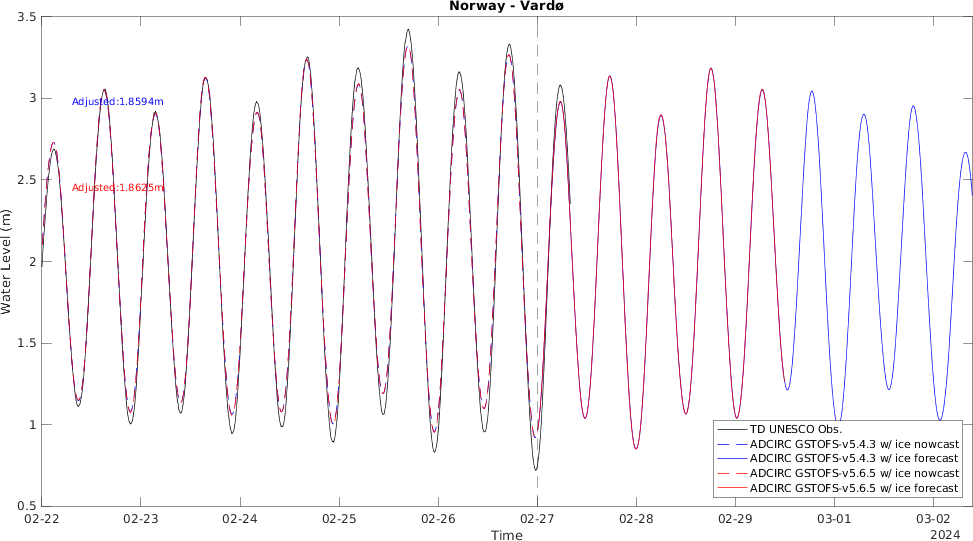 Norway - Vardø
3.5
3
2.5
2
1.5
1
0.5
Water Level (m)
Adjusted:1.8594m
Adjusted:1.8625m
TD UNESCO Obs.
ADCIRC GSTOFS-v5.4.3 w/ ice nowcast
ADCIRC GSTOFS-v5.4.3 w/ ice forecast
ADCIRC GSTOFS-v5.6.5 w/ ice nowcast
ADCIRC GSTOFS-v5.6.5 w/ ice forecast
02-22 02-23 02-24 02-25 02-26 02-27 02-28 02-29 03-01 03-02
Time
2024